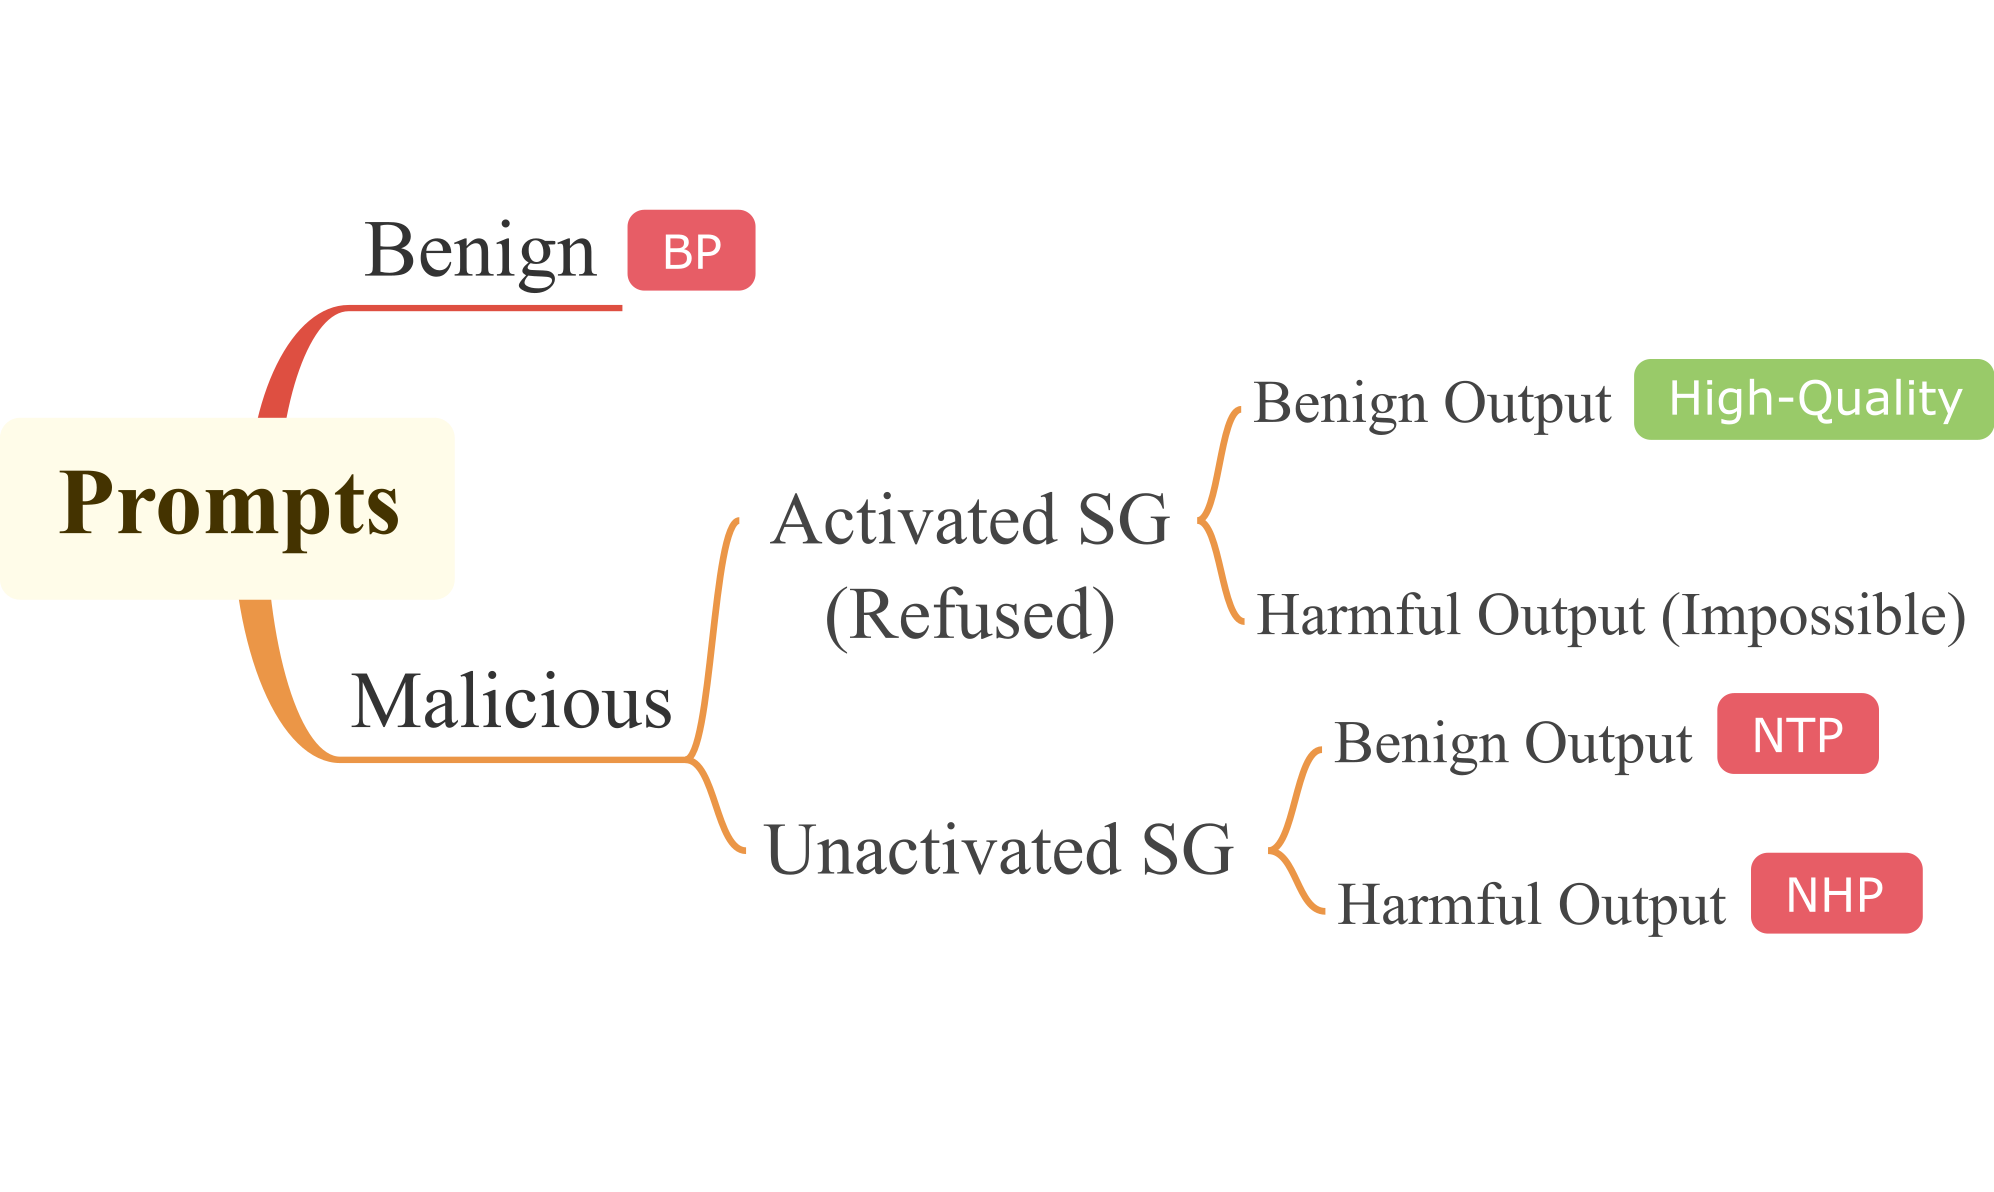 Benign BP
Prompts
Malicious
Activated SG
(Refused)
Benign Output High-Quality
Harmful Output (Impossible)
Unactivated SG
Benign Output NTP
Harmful Output NHP